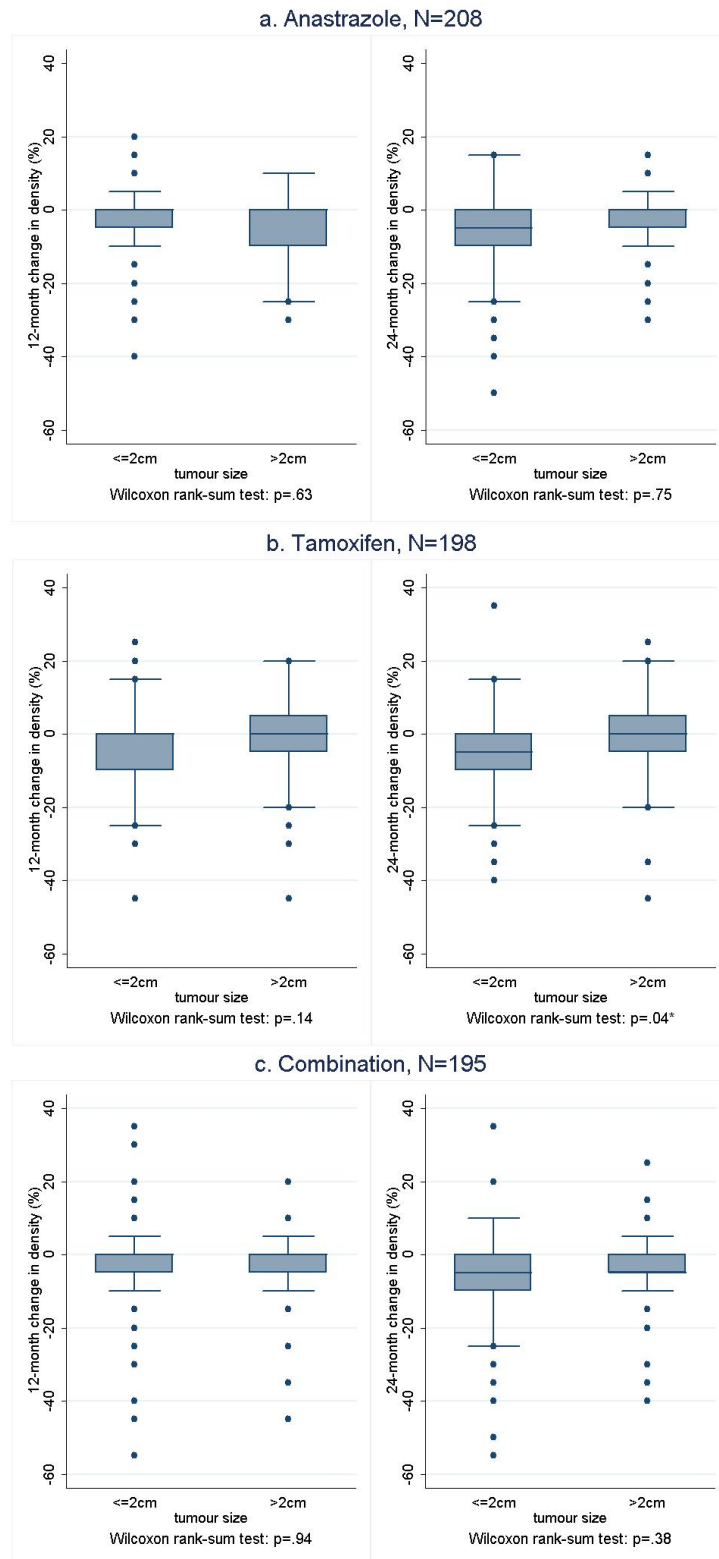 a. Anastrazole, N=208
12-month change in density (%)
40
20
0
-20
-40
-60
<=2cm >2cm
tumour size
Wilcoxon rank-sum test: p=.63
24-month change in density (%)
40
20
0
-20
-40
-60
<=2cm >2cm
tumour size
Wilcoxon rank-sum test: p=.75
b. Tamoxifen, N=198
12-month change in density (%)
40
20
0
-20
-40
-60
<=2cm >2cm
tumour size
Wilcoxon rank-sum test: p=.14
24-month change in density (%)
40
20
0
-20
-40
-60
<=2cm >2cm
tumour size
Wilcoxon rank-sum test: p=.04*
c. Combination, N=195
12-month change in density (%)
40
20
0
-20
-40
-60
<=2cm >2cm
tumour size
Wilcoxon rank-sum test: p=.94
24-month change in density (%)
40
20
0
-20
-40
-60
<=2cm >2cm
tumour size
Wilcoxon rank-sum test: p=.38